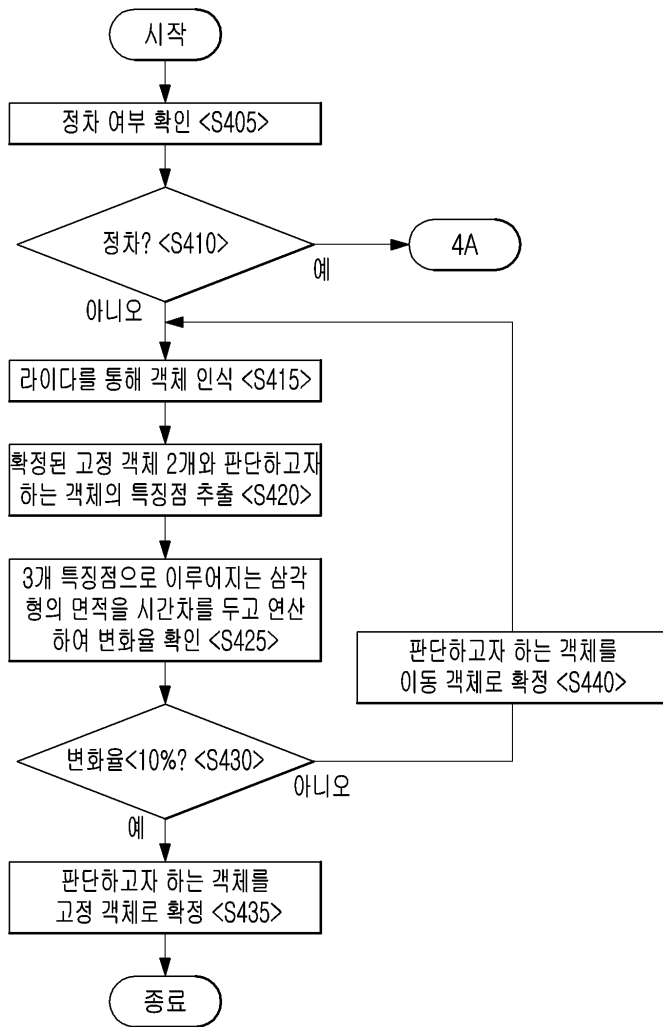 시작
정차 여부 확인 <S405>
정차? <S410>
4A
예
아니오
라이다를 통해 객체 인식 <S415>
확정된 고정 객체 2개와 판단하고자
하는 객체의 특징점 추출 <S420>
3개 특징점으로 이루어지는 삼각
형의 면적을 시간차를 두고 연산
하여 변화율 확인 <S425>
판단하고자 하는 객체를
이동 객체로 확정 <S440>
변화율<10%? <S430>
아니오
예
판단하고자 하는 객체를
고정 객체로 확정 <S435>
종료